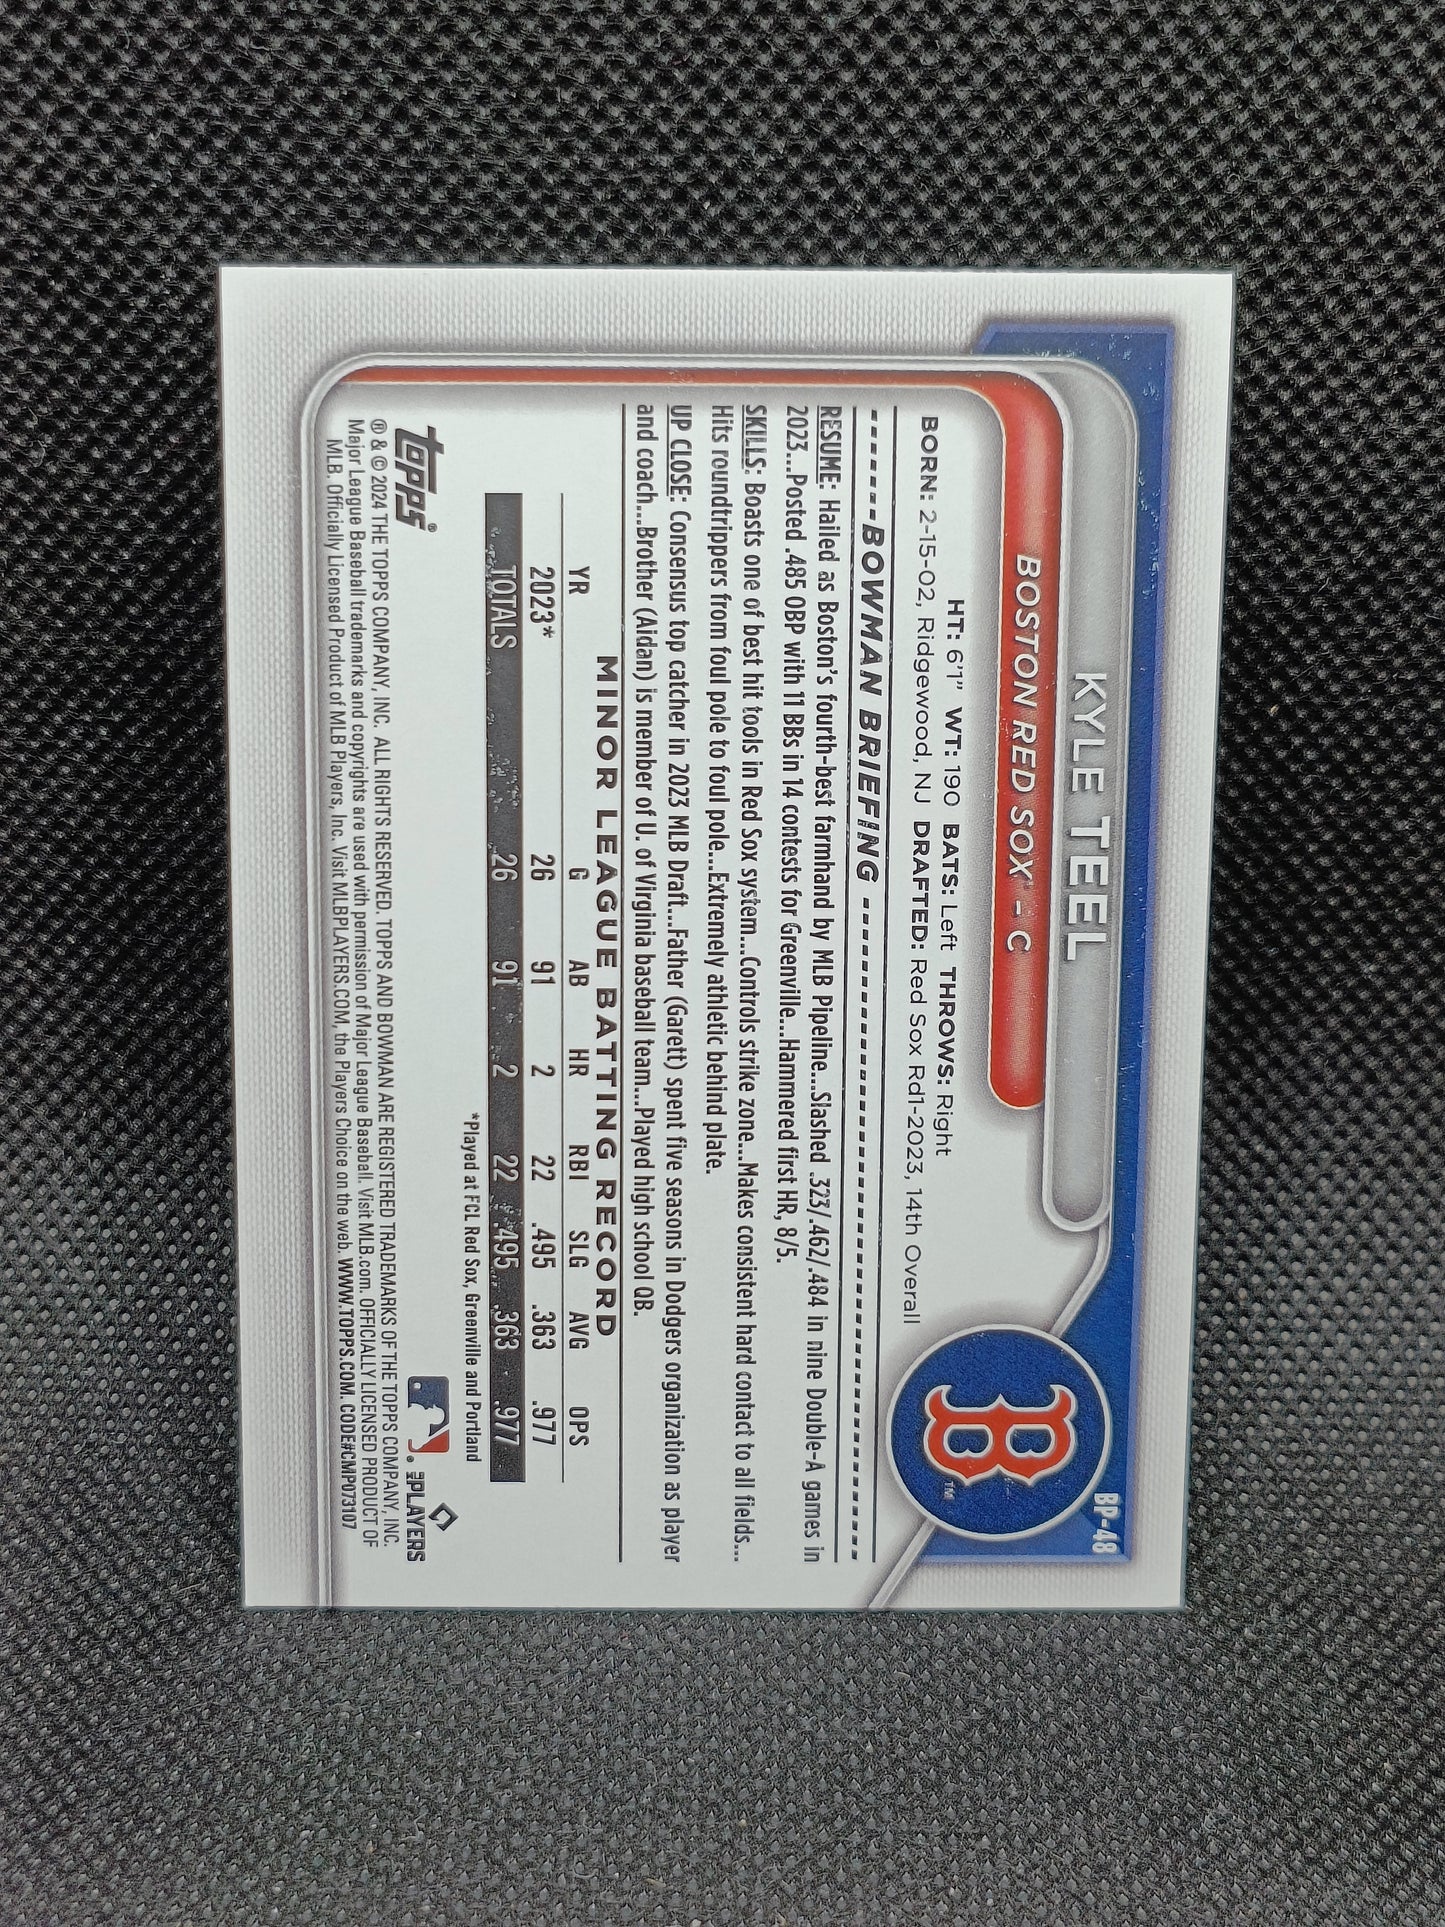 BP-48
KYLE TEEL
BOSTON RED SOX® - C
B™
HT: 6'1" WT: 190 BATS: Left THROWS: Right
BORN: 2-15-02, Ridgewood, NJ DRAFTED: Red Sox Rd1-2023, 14th Overall
BOWMAN BRIEFING
RESUME: Hailed as Boston's fourth-best farmhand by MLB Pipeline...Slashed .323/.462/.484 in nine Double-A games in
2023...Posted .485 OBP with 11 BBs in 14 contests for Greenville...Hammered first HR, 8/5.
SKILLS: Boasts one of best hit tools in Red Sox system...Controls strike zone...Makes consistent hard contact to all fields...
Hits roundtrippers from foul pole to foul pole...Extremely athletic behind plate.
UP CLOSE: Consensus top catcher in 2023 MLB Draft...Father (Garett) spent five seasons in Dodgers organization as player
and coach...Brother (Aidan) is member of U. of Virginia baseball team...Played high school QB.
MINOR LEAGUE BATTING RECORD
YR G AB HR RBI SLG AVG OPS
2023* 26 91 2 22 .495 .363 .977
TOTALS 26 91 2 22 .495 .363 .977
*Played at FCL Red Sox, Greenville and Portland
topps®
MLB PLAYERS
® & © 2024 THE TOPPS COMPANY, INC. ALL RIGHTS RESERVED. TOPPS AND BOWMAN ARE REGISTERED TRADEMARKS OF THE TOPPS COMPANY, INC.
Major League Baseball trademarks and copyrights are used with permission of Major League Baseball. Visit MLB.com. OFFICIALLY LICENSED PRODUCT OF
MLB. Officially Licensed Product of MLB Players, Inc. Visit MLBPLAYERS.COM, the Players Choice on the web. WWW.TOPPS.COM. CODE#CMP073107